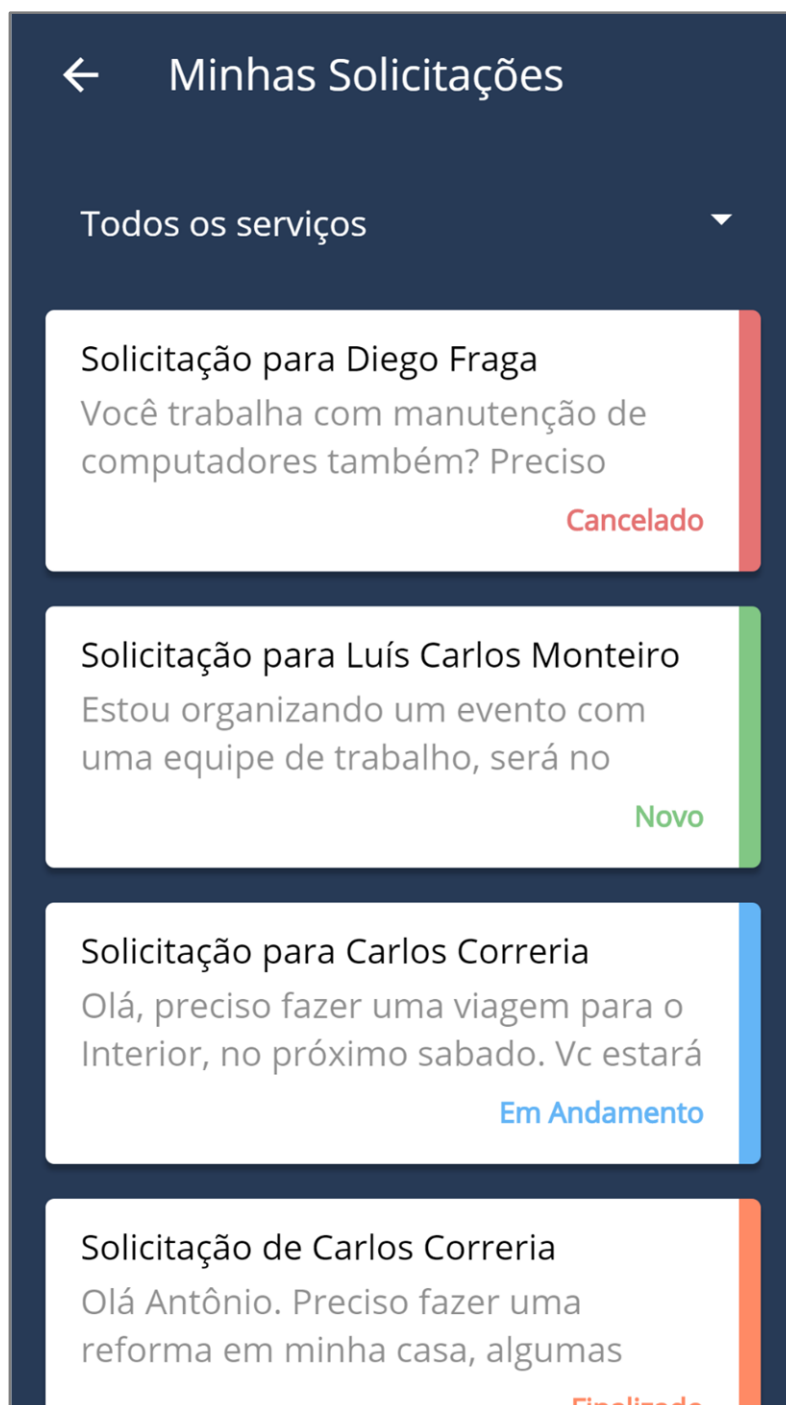 Minhas Solicitações
Todos os serviços
Solicitação para Diego Fraga
Você trabalha com manutenção de
computadores também? Preciso
Cancelado
Solicitação para Luís Carlos Monteiro
Estou organizando um evento com
uma equipe de trabalho, será no
Novo
Solicitação para Carlos Correria
Olá, preciso fazer uma viagem para o
Interior, no próximo sabado. Vc estará
Em Andamento
Solicitação de Carlos Correria
Olá Antônio. Preciso fazer uma
reforma em minha casa, algumas
Finalizado